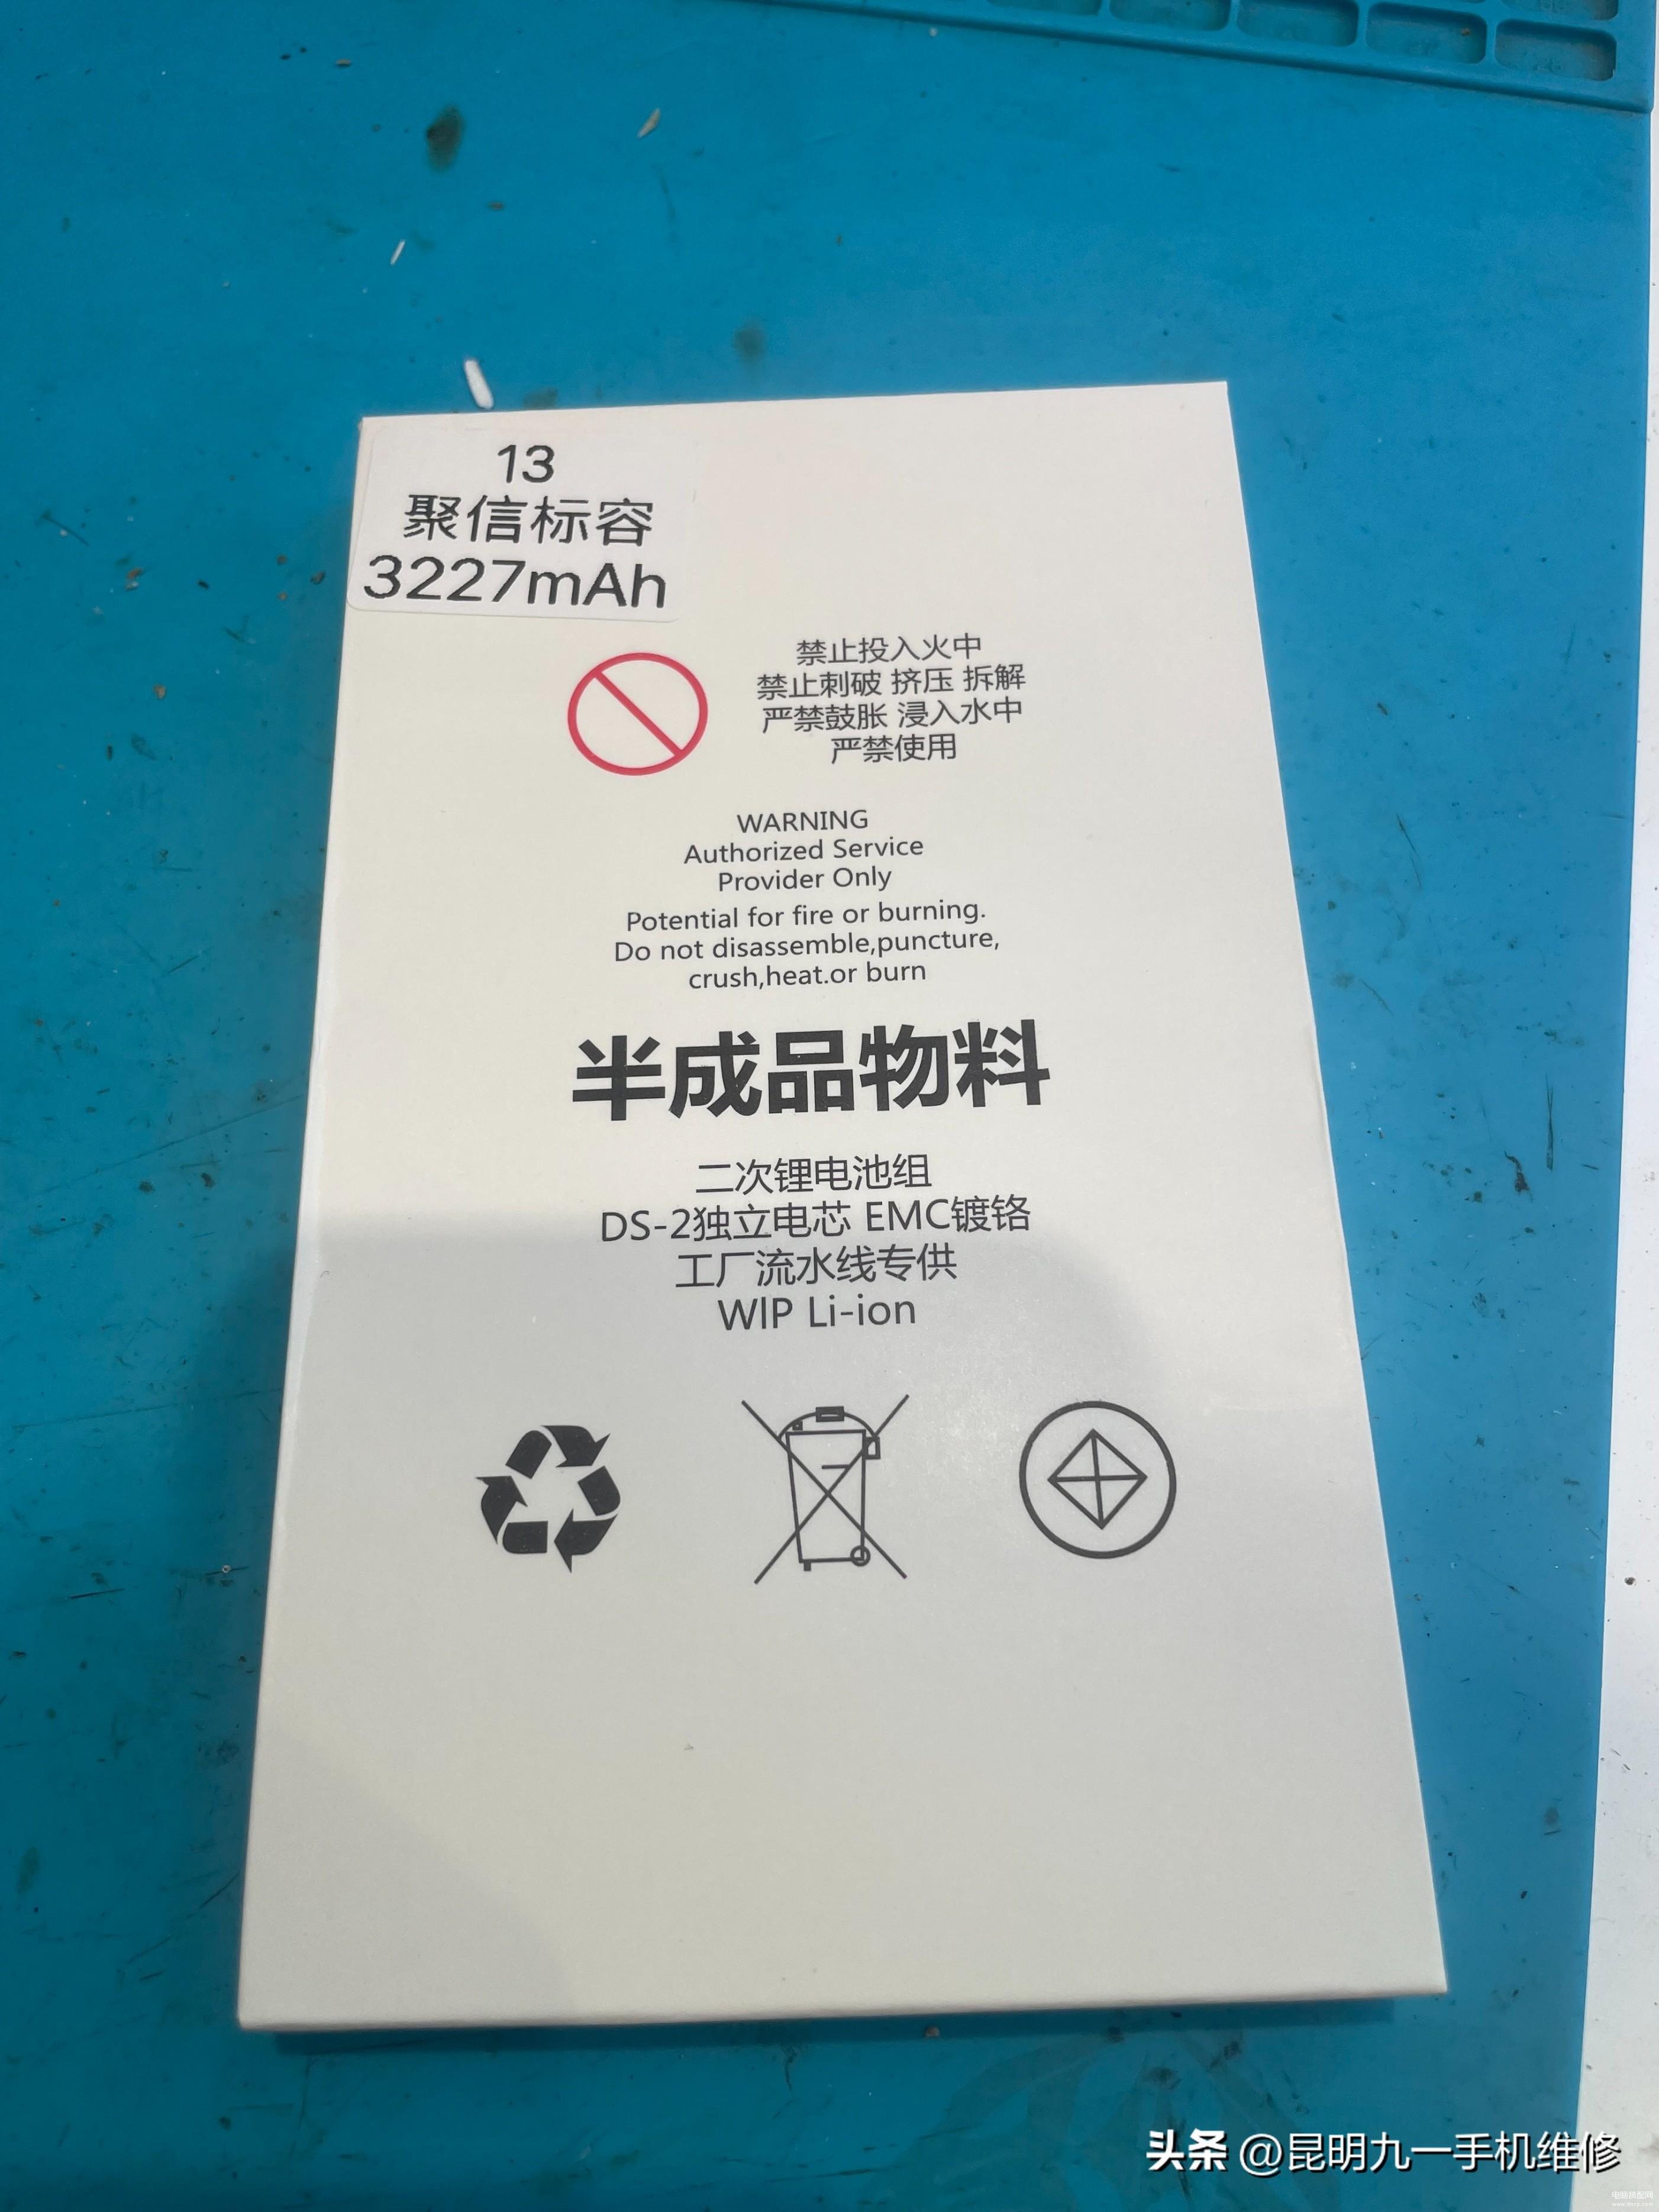 13
聚信标容
3227mAh
禁止投入火中
禁止刺破 挤压 拆解
严禁鼓胀 浸入水中
严禁使用
WARNING
Authorized Service
Provider Only
Potential for fire or burning.
Do not disassemble,puncture,
crush,heat.or burn
半成品物料
二次锂电池组
DS-2独立电芯 EMC镀铬
工厂流水线专供
WIP Li-ion
头条 @昆明九一手机维修